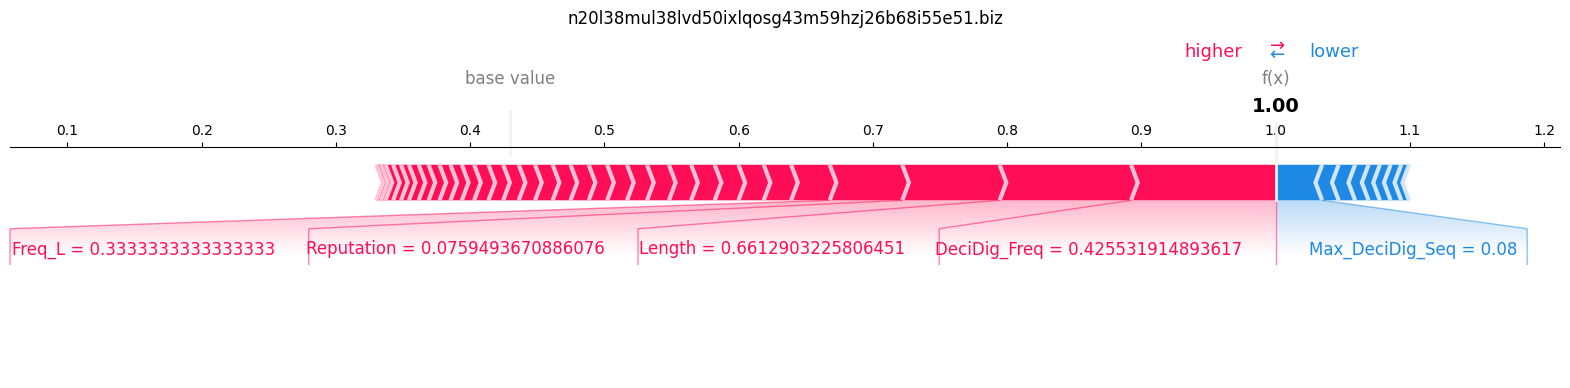 n20l38mul38lvd50ixlqosg43m59hzj26b68i55e51.biz
higher ⇄ lower
base value f(x)
1.00
0.1 0.2 0.3 0.4 0.5 0.6 0.7 0.8 0.9 1.0 1.1 1.2
Freq_L = 0.3333333333333333 Reputation = 0.0759493670886076 Length = 0.6612903225806451 DeciDig_Freq = 0.425531914893617 Max_DeciDig_Seq = 0.08